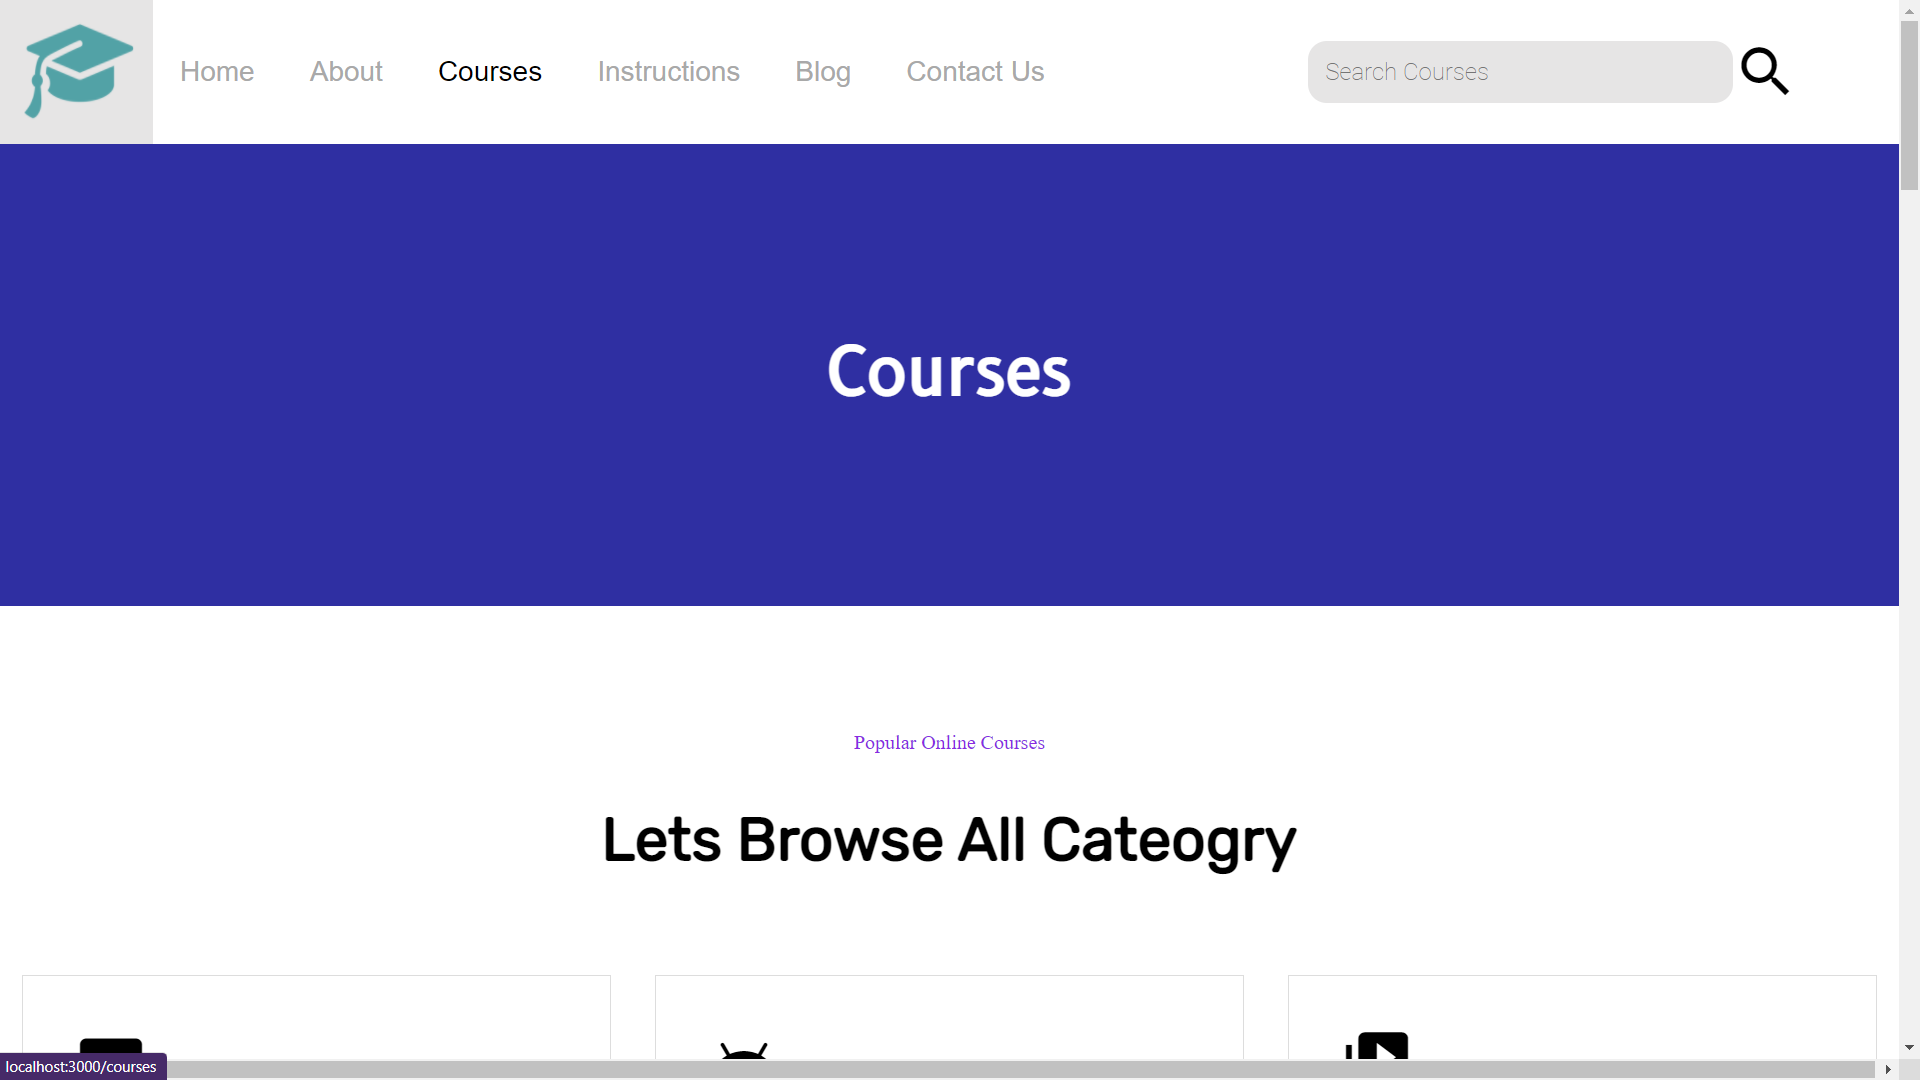 Home About Courses Instructions Blog Contact Us Search Courses
Courses
Popular Online Courses
Lets Browse All Cateogry
localhost:3000/courses